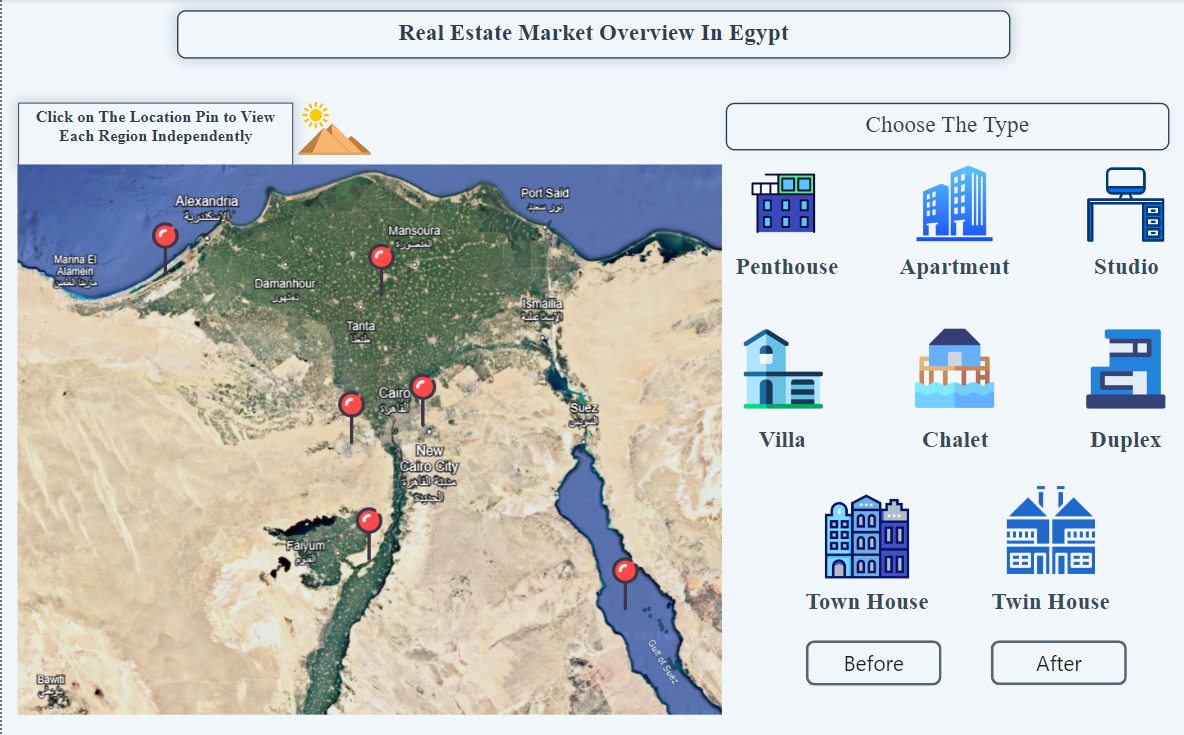 Real Estate Market Overview In Egypt
Click on The Location Pin to View
Each Region Independently
Choose The Type
Alexandria
الإسكندرية
Port Said
بور سعيد
Mansoura
المنصورة
Marina El
Alamein
Damanhour
دمنهور
Ismailia
الإسماعيلية
Tanta
طنطا
Cairo
القاهرة
Suez
السويس
New
Cairo City
مدينة القاهرة
الجديدة
Faiyum
الفيوم
Gulf of Suez
Bawiti
Penthouse
Apartment
Studio
Villa
Chalet
Duplex
Town House
Twin House
Before
After